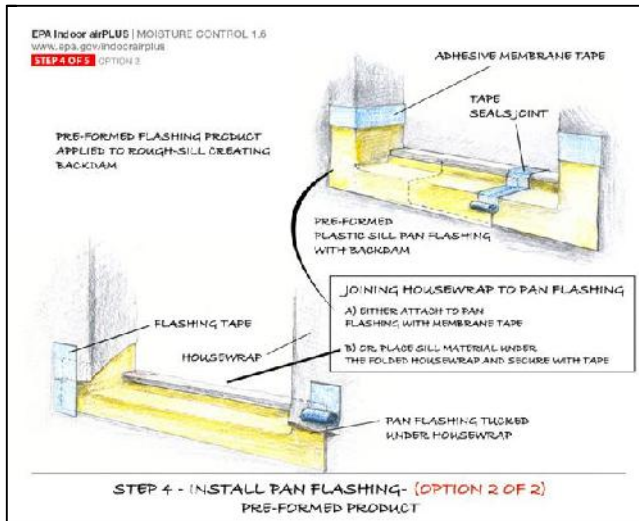 EPA Indoor airPLUS | MOISTURE CONTROL 1.6
www.epa.gov/indoorairplus
STEP 4 OF 5 OPTION 2
ADHESIVE MEMBRANE TAPE
TAPE
SEALS JOINT
PRE-FORMED FLASHING PRODUCT
APPLIED TO ROUGH-SILL CREATING
BACKDAM
PRE-FORMED
PLASTIC SILL PAN FLASHING
WITH BACKDAM
JOINING HOUSEWRAP TO PAN FLASHING
A) EITHER ATTACH TO PAN
FLASHING WITH MEMBRANE TAPE
B) OR PLACE SILL MATERIAL UNDER
THE FOLDED HOUSEWRAP AND SECURE WITH TAPE
FLASHING TAPE
HOUSEWRAP
PAN FLASHING TUCKED
UNDER HOUSEWRAP
STEP 4 - INSTALL PAN FLASHING- (OPTION 2 OF 2)
PRE-FORMED PRODUCT